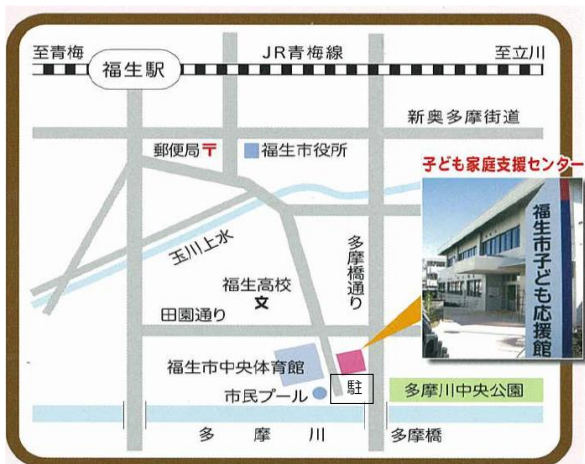 至青梅
JR青梅線
至立川
福生駅
新奥多摩街道
郵便局〒
福生市役所
子ども家庭支援センター
福生市子ども応援館
玉川上水
多摩橋通り
福生高校
文
田園通り
福生市中央体育館
駐
市民プール
多摩川中央公園
多摩川
多摩橋